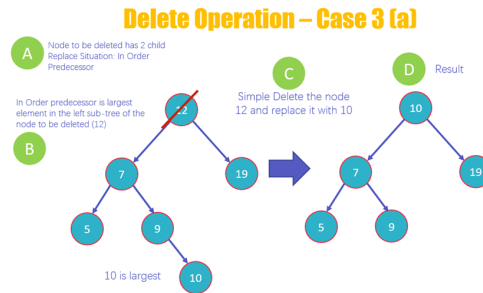 Delete Operation – Case 3 (a)
A
Node to be deleted has 2 child
Replace Situation: In Order
Predecessor
In Order predecessor is largest
element in the left sub-tree of the
node to be deleted (12)
B
C
Simple Delete the node
12 and replace it with 10
D
Result
12
7
19
5
9
10 is largest
10
10
7
19
5
9